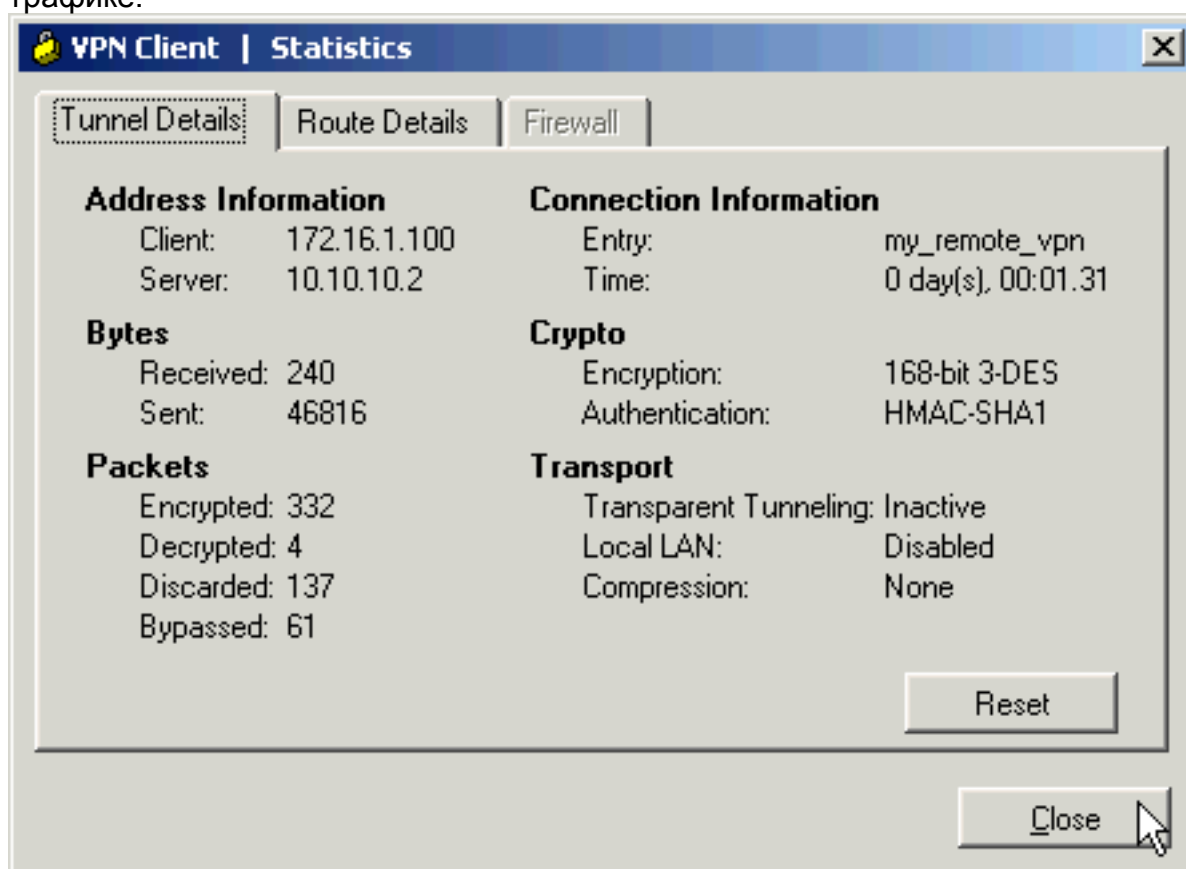 трафике.
VPN Client | Statistics
Tunnel Details Route Details Firewall
Address Information
Client: 172.16.1.100
Server: 10.10.10.2
Connection Information
Entry: my_remote_vpn
Time: 0 day(s), 00:01.31
Bytes
Received: 240
Sent: 46816
Crypto
Encryption: 168-bit 3-DES
Authentication: HMAC-SHA1
Packets
Encrypted: 332
Decrypted: 4
Discarded: 137
Bypassed: 61
Transport
Transparent Tunneling: Inactive
Local LAN: Disabled
Compression: None
Reset
Close